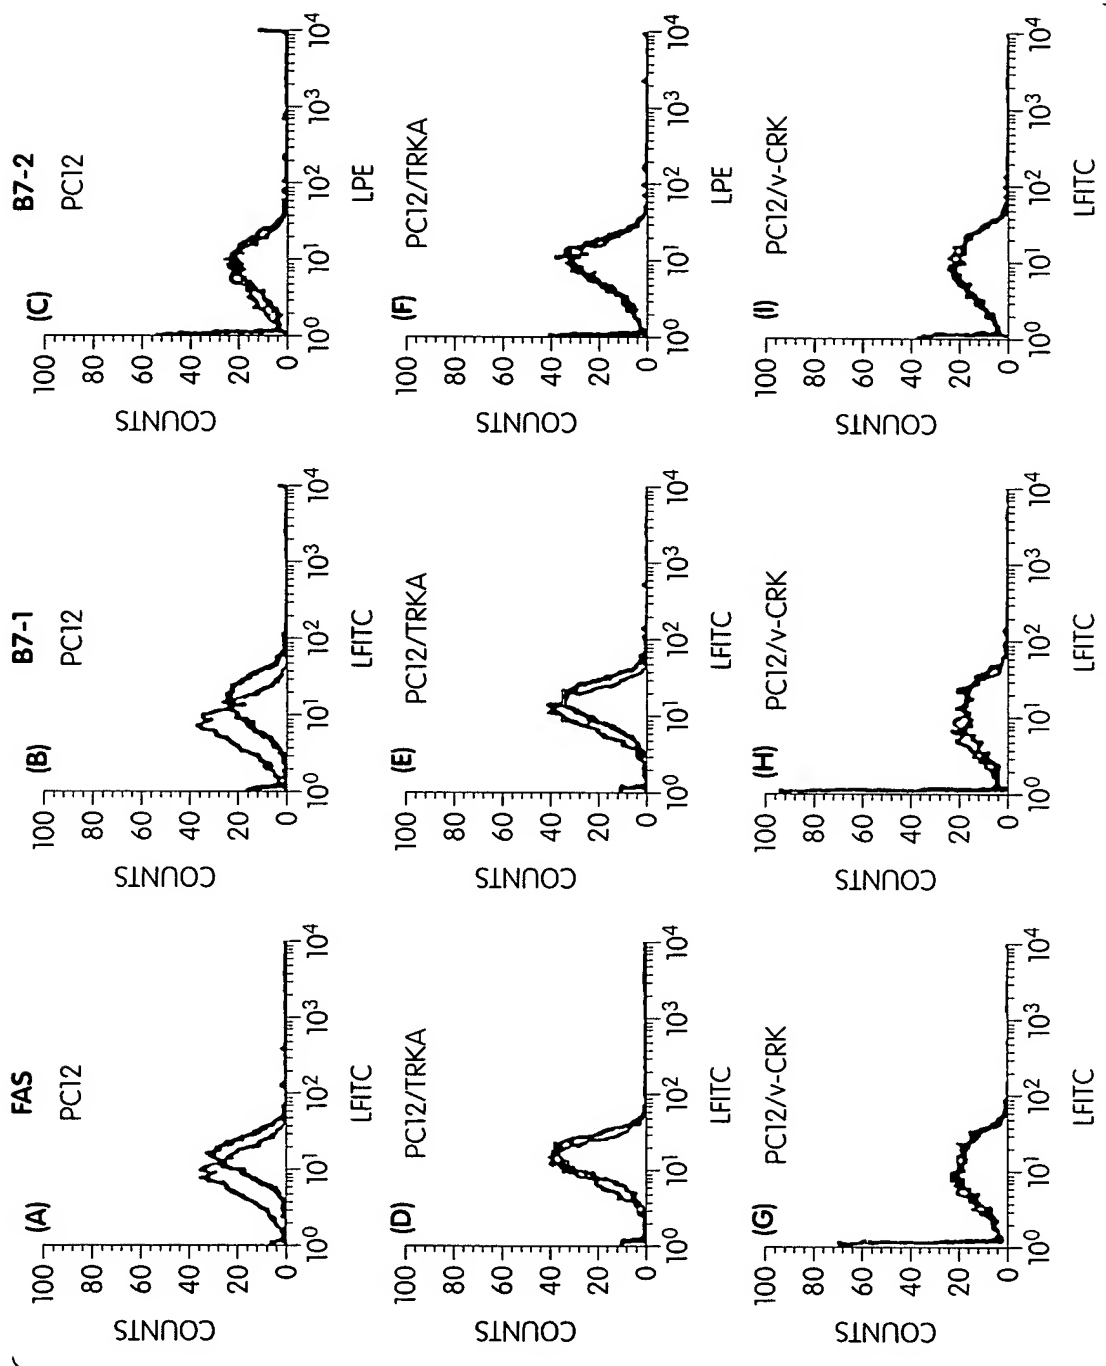 FAS
PC12
(A)
100
80
60
40
20
0
COUNTS
10⁰ 10¹ 10² 10³ 10⁴
LFITC
B7-1
PC12
(B)
100
80
60
40
20
0
COUNTS
10⁰ 10¹ 10² 10³ 10⁴
LFITC
B7-2
PC12
(C)
100
80
60
40
20
0
COUNTS
10⁰ 10¹ 10² 10³ 10⁴
LPE
PC12/TRKA
(D)
100
80
60
40
20
0
COUNTS
10⁰ 10¹ 10² 10³ 10⁴
LFITC
PC12/TRKA
(E)
100
80
60
40
20
0
COUNTS
10⁰ 10¹ 10² 10³ 10⁴
LFITC
PC12/TRKA
(F)
100
80
60
40
20
0
COUNTS
10⁰ 10¹ 10² 10³ 10⁴
LPE
PC12/v-CRK
(G)
100
80
60
40
20
0
COUNTS
10⁰ 10¹ 10² 10³ 10⁴
LFITC
PC12/v-CRK
(H)
100
80
60
40
20
0
COUNTS
10⁰ 10¹ 10² 10³ 10⁴
LFITC
PC12/v-CRK
(I)
100
80
60
40
20
0
COUNTS
10⁰ 10¹ 10² 10³ 10⁴
LFITC